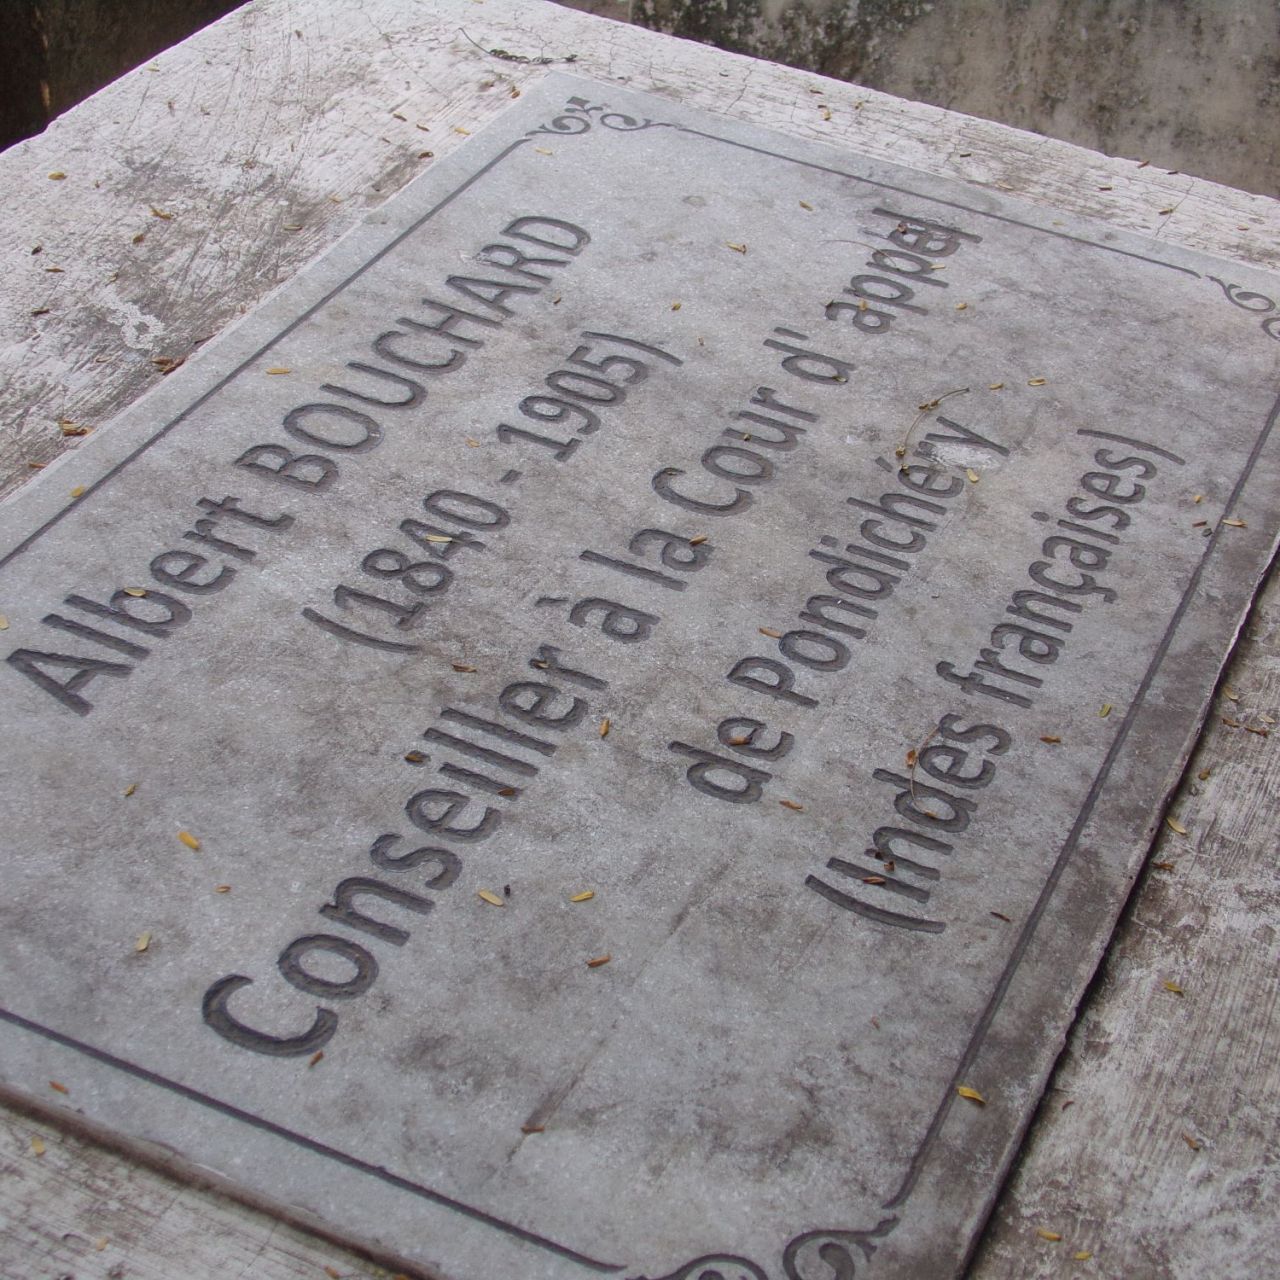 Albert BOUCHARD
(1840 - 1905)
Conseiller à la Cour d' appel
de Pondichéry
(Indes françaises)